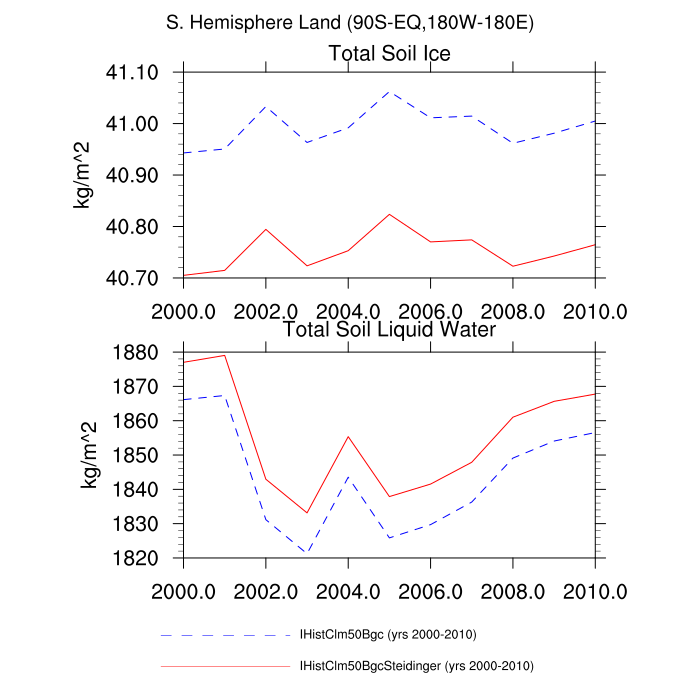 S. Hemisphere Land (90S-EQ,180W-180E)
Total Soil Ice
41.10
41.00
40.90
40.80
40.70
kg/m^2
2000.0 2002.0 2004.0 2006.0 2008.0 2010.0
Total Soil Liquid Water
1880
1870
1860
1850
1840
1830
1820
kg/m^2
2000.0 2002.0 2004.0 2006.0 2008.0 2010.0
IHistClm50Bgc (yrs 2000-2010)
IHistClm50BgcSteidinger (yrs 2000-2010)